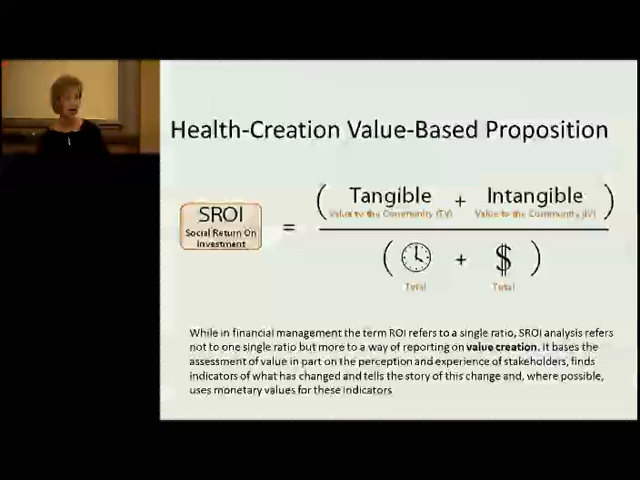 Health-Creation Value-Based Proposition
SROI
Social Return On
Investment
=
( Tangible + Intangible )
Value to the Community (TV) Value to the Community (IV)
( + $ )
Total Total
While in financial management the term ROI refers to a single ratio, SROI analysis refers
not to one single ratio but more to a way of reporting on value creation. It bases the
assessment of value in part on the perception and experience of stakeholders, finds
indicators of what has changed and tells the story of this change and, where possible,
uses monetary values for these indicators